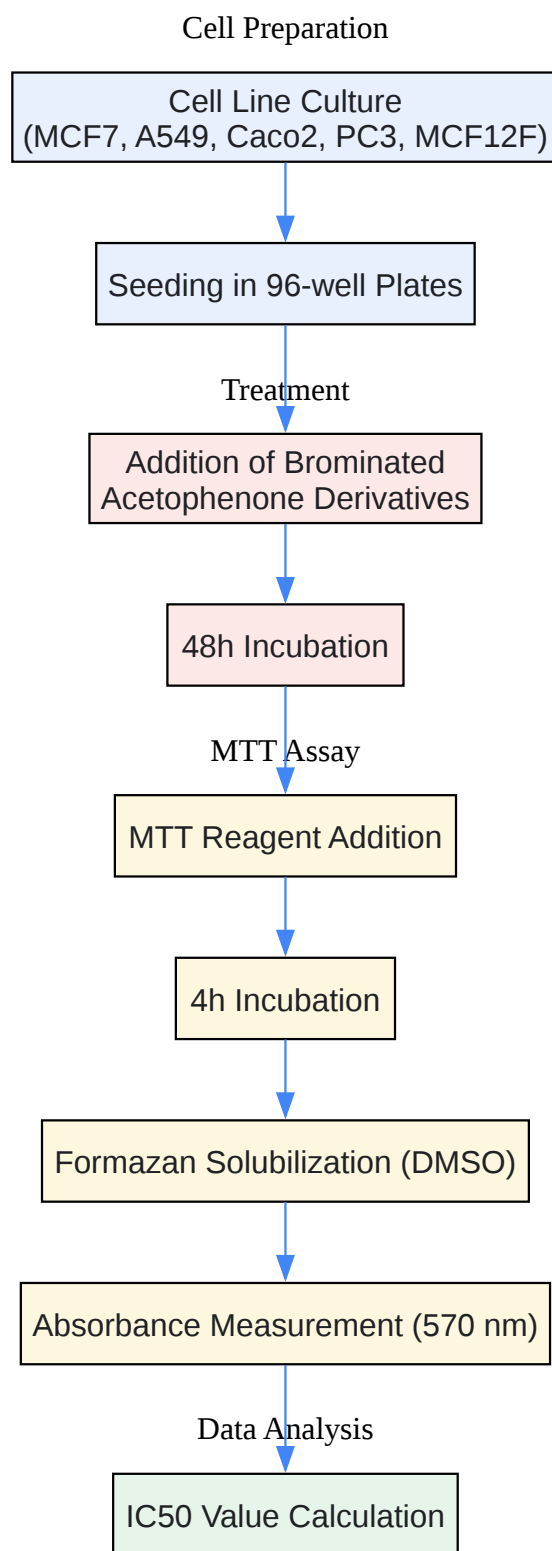 Cell Preparation
Cell Line Culture
(MCF7, A549, Caco2, PC3, MCF12F)
Seeding in 96-well Plates
Treatment
Addition of Brominated
Acetophenone Derivatives
48h Incubation
MTT Assay
MTT Reagent Addition
4h Incubation
Formazan Solubilization (DMSO)
Absorbance Measurement (570 nm)
Data Analysis
IC50 Value Calculation